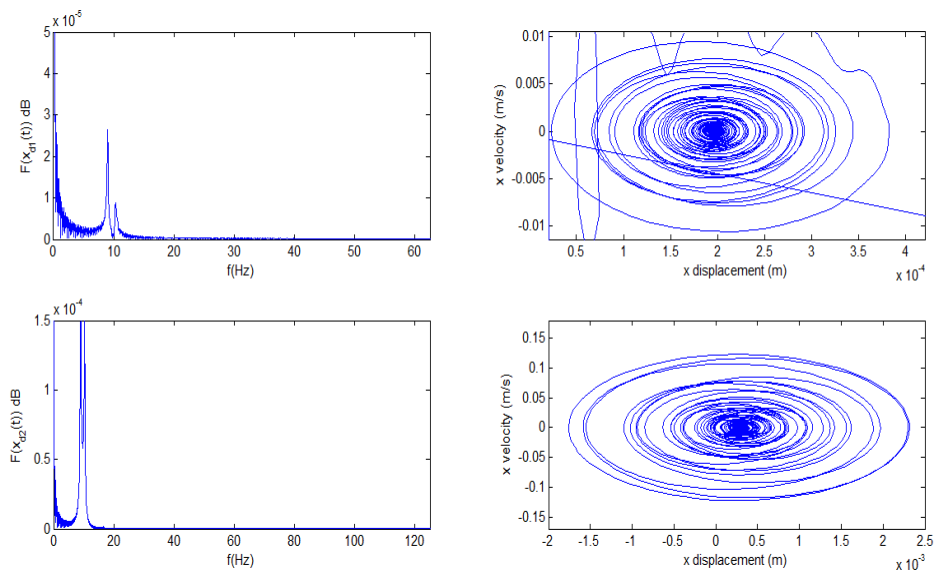 x 10^-5
5
4
3
2
1
0
F(x_d1(t)) dB
0 10 20 30 40 50 60
f(Hz)
0.01
0.005
0
-0.005
-0.01
x velocity (m/s)
0.5 1 1.5 2 2.5 3 3.5 4
x displacement (m)
x 10^-4
x 10^-4
1.5
1
0.5
0
F(x_d2(t)) dB
0 20 40 60 80 100 120
f(Hz)
0.15
0.1
0.05
0
-0.05
-0.1
-0.15
x velocity (m/s)
-2 -1.5 -1 -0.5 0 0.5 1 1.5 2 2.5
x displacement (m)
x 10^-3